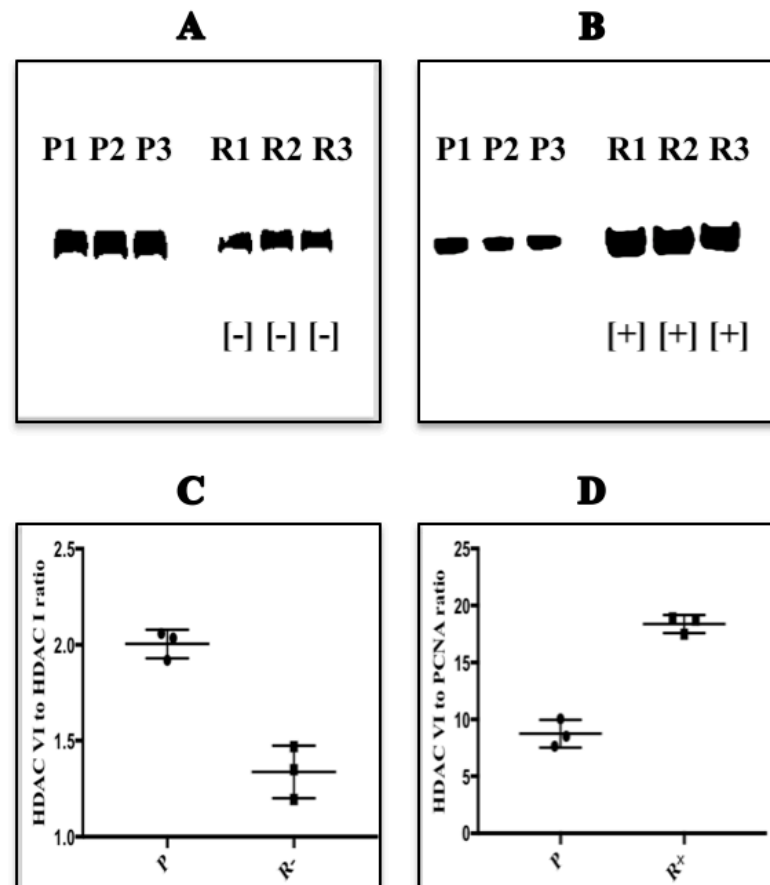 A
P1 P2 P3 R1 R2 R3
[-] [-] [-]
B
P1 P2 P3 R1 R2 R3
[+] [+] [+]
C
HDAC VI to HDAC I ratio
2.5
2.0
1.5
1.0
P R-
D
HDAC VI to PCNA ratio
25
20
15
10
5
0
P R+